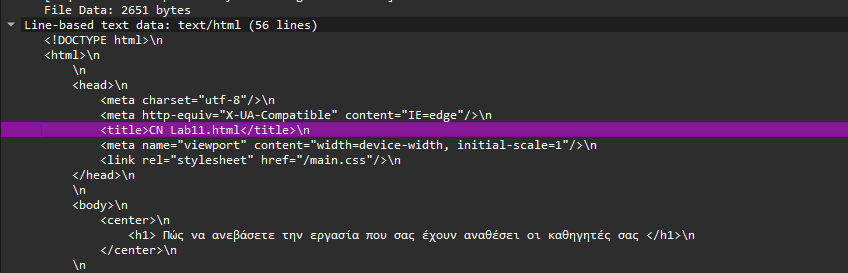 File Data: 2651 bytes
Line-based text data: text/html (56 lines)
<!DOCTYPE html>\n
<html>\n
\n
<head>\n
<meta charset="utf-8"/>\n
<meta http-equiv="X-UA-Compatible" content="IE=edge"/>\n
<title>CN Lab11.html</title>\n
<meta name="viewport" content="width=device-width, initial-scale=1"/>\n
<link rel="stylesheet" href="/main.css"/>\n
</head>\n
\n
<body>\n
<center>\n
<h1> Πώς να ανεβάσετε την εργασία που σας έχουν αναθέσει οι καθηγητές σας </h1>\n
</center>\n
\n